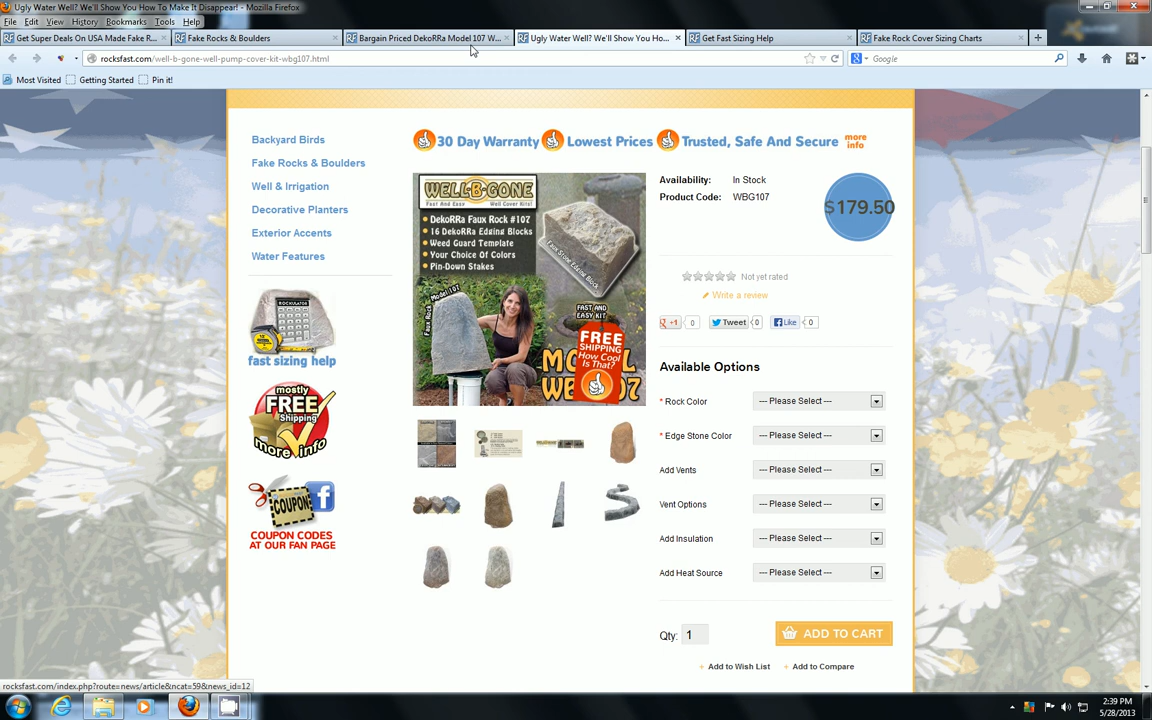 Ugly Water Well? We'll Show You How To Make It Disappear! - Mozilla Firefox
File Edit View History Bookmarks Tools Help
Get Super Deals On USA Made Fake R... Fake Rocks & Boulders Bargain Priced DekoRRa Model 107 W... Ugly Water Well? We'll Show You Ho... Get Fast Sizing Help Fake Rock Cover Sizing Charts
rocksfast.com/well-b-gone-well-pump-cover-kit-wbg107.html
Google
Most Visited Getting Started Pin it!
30 Day Warranty Lowest Prices Trusted, Safe And Secure more info
Backyard Birds
Fake Rocks & Boulders
Well & Irrigation
Decorative Planters
Exterior Accents
Water Features
ROCKULATOR
fast sizing help
mostly
FREE
Shipping
more info
COUPON
COUPON CODES
AT OUR FAN PAGE
WELL-B-GONE
Fast And Easy Well Cover Kits!
DekoRRa Faux Rock #107
16 DekoRRa Edging Blocks
Weed Guard Template
Your Choice Of Colors
Pin-Down Stakes
Faux Stone Edging Block
Faux Rock Model 107
FAST AND
EASY KIT
FREE
SHIPPING
How Cool
Is That?
Availability: In Stock
Product Code: WBG107
$179.50
Not yet rated
Write a review
+1 0 Tweet 0 Like 0
Available Options
* Rock Color --- Please Select ---
* Edge Stone Color --- Please Select ---
Add Vents --- Please Select ---
Vent Options --- Please Select ---
Add Insulation --- Please Select ---
Add Heat Source --- Please Select ---
Qty: 1 ADD TO CART
+ Add to Wish List + Add to Compare
rocksfast.com/index.php?route=news/article&ncat=59&news_id=12
2:39 PM
5/28/2013